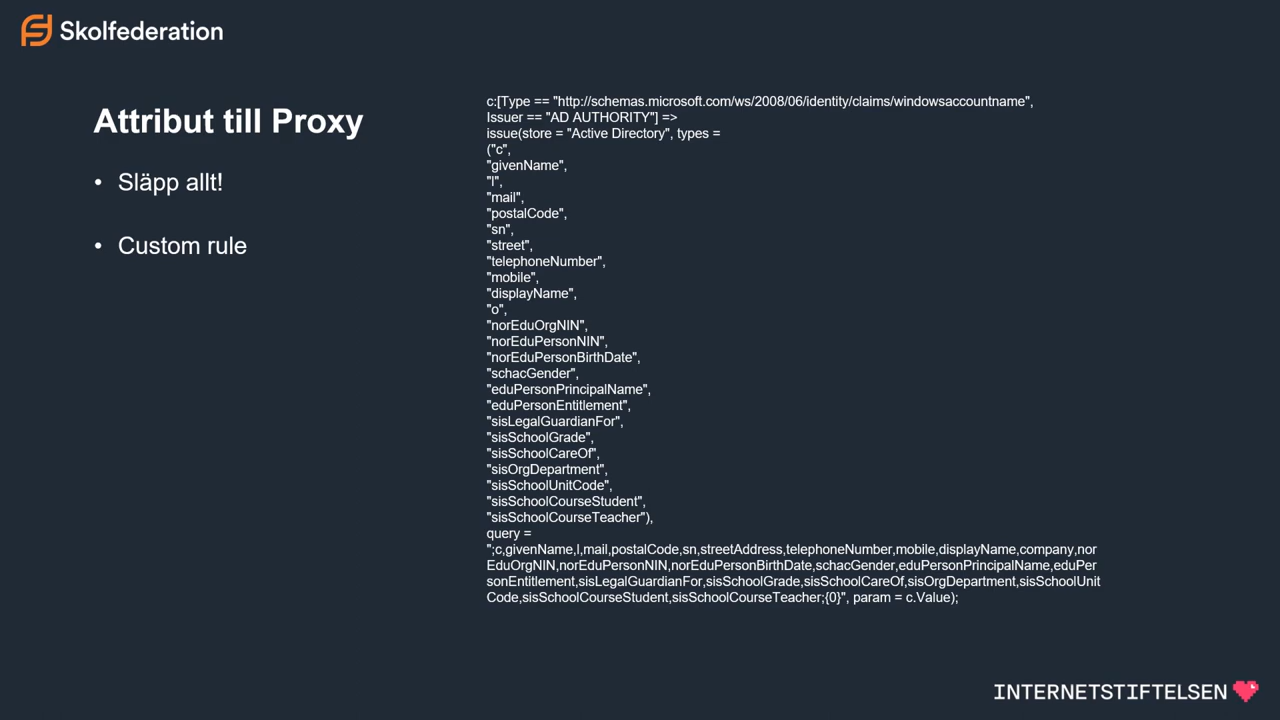 Skolfederation
Attribut till Proxy
• Släpp allt!
• Custom rule
c:[Type == "http://schemas.microsoft.com/ws/2008/06/identity/claims/windowsaccountname",
Issuer == "AD AUTHORITY"] =>
issue(store = "Active Directory", types =
("c",
"givenName",
"l",
"mail",
"postalCode",
"sn",
"street",
"telephoneNumber",
"mobile",
"displayName",
"o",
"norEduOrgNIN",
"norEduPersonNIN",
"norEduPersonBirthDate",
"schacGender",
"eduPersonPrincipalName",
"eduPersonEntitlement",
"sisLegalGuardianFor",
"sisSchoolGrade",
"sisSchoolCareOf",
"sisOrgDepartment",
"sisSchoolUnitCode",
"sisSchoolCourseStudent",
"sisSchoolCourseTeacher"),
query =
";c,givenName,l,mail,postalCode,sn,streetAddress,telephoneNumber,mobile,displayName,company,nor
EduOrgNIN,norEduPersonNIN,norEduPersonBirthDate,schacGender,eduPersonPrincipalName,eduPer
sonEntitlement,sisLegalGuardianFor,sisSchoolGrade,sisSchoolCareOf,sisOrgDepartment,sisSchoolUnit
Code,sisSchoolCourseStudent,sisSchoolCourseTeacher;{0}", param = c.Value);
INTERNETSTIFTELSEN